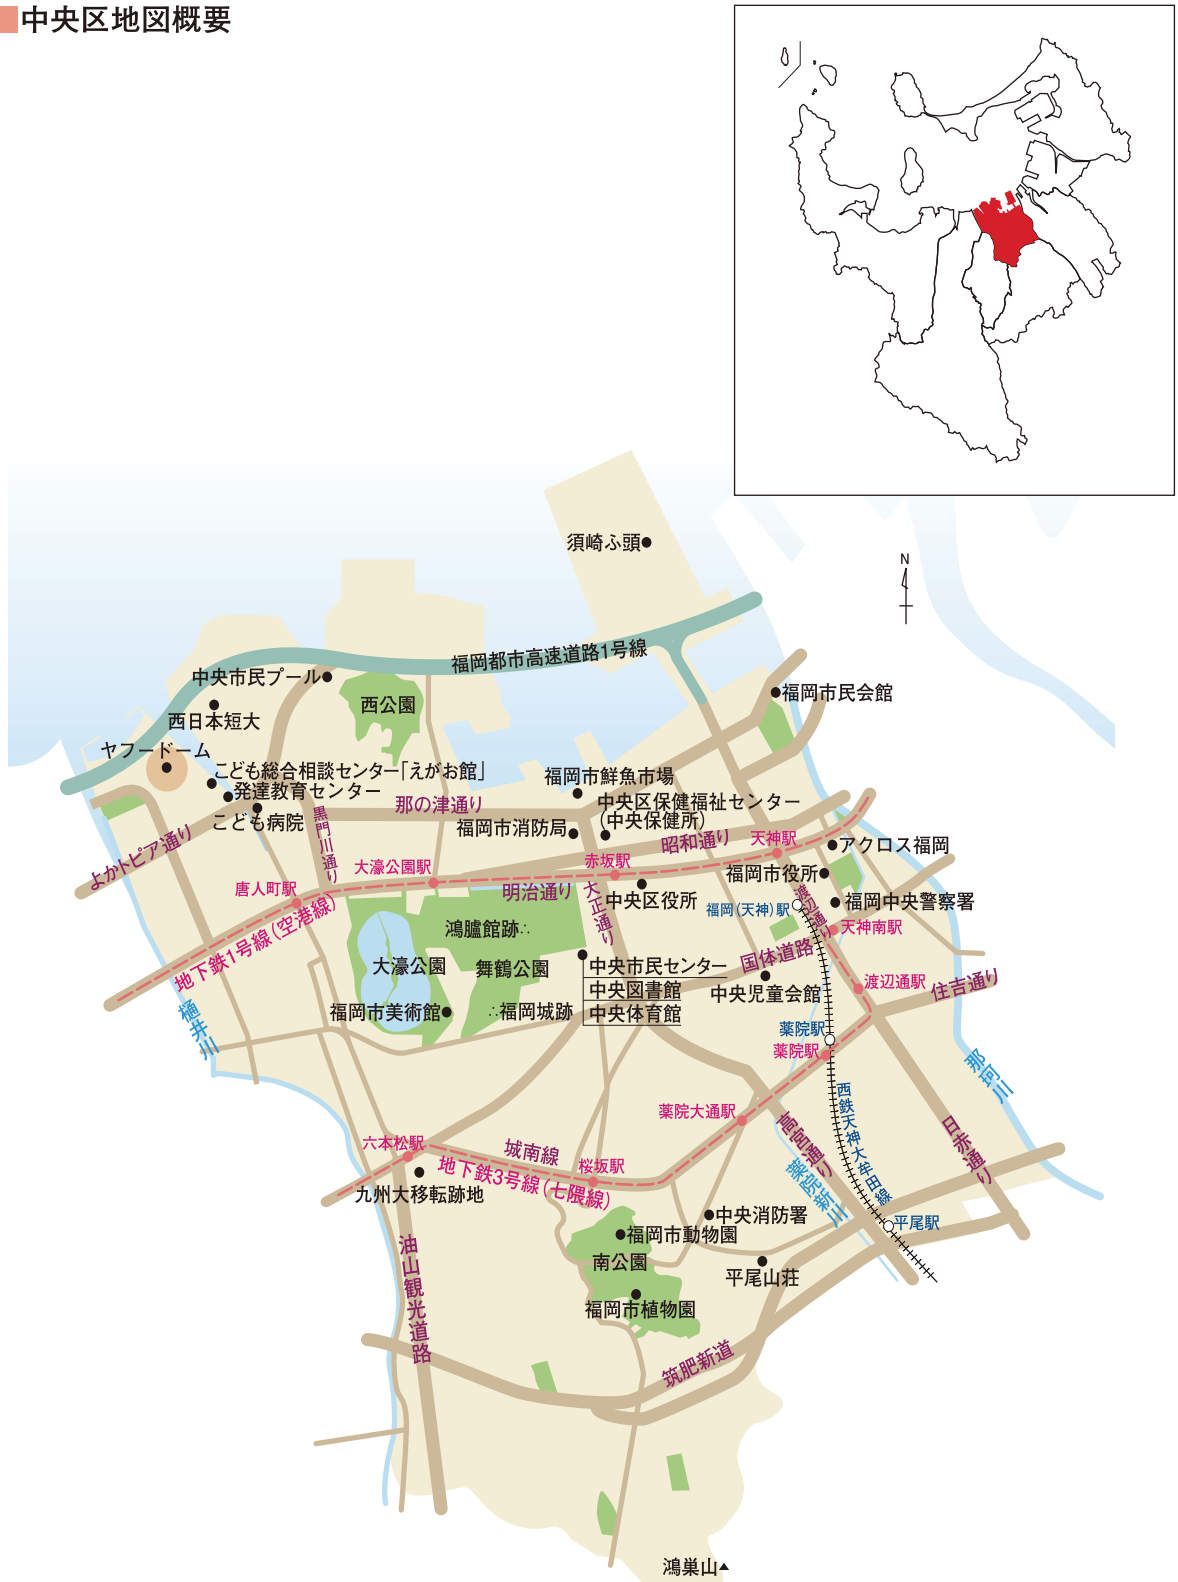 中央区地図概要
N
須崎ふ頭
福岡都市高速道路1号線
中央市民プール
西公園
西日本短大
福岡市民会館
ヤフードーム
こども総合相談センター「えがお館」
発達教育センター
こども病院
福岡市鮮魚市場
那の津通り
中央区保健福祉センター
(中央保健所)
黒門川通り
福岡市消防局
昭和通り
天神駅
アクロス福岡
よかトピア通り
大濠公園駅
赤坂駅
福岡市役所
唐人町駅
明治通り
大正通り
中央区役所
渡辺通り
福岡(天神)駅
福岡中央警察署
地下鉄1号線(空港線)
鴻臚館跡∴
天神南駅
大濠公園
舞鶴公園
中央市民センター
国体道路
中央図書館
中央児童会館
渡辺通駅
住吉通り
福岡市美術館
∴福岡城跡
中央体育館
樋井川
薬院駅
薬院駅
那珂川
西鉄天神大牟田線
薬院大通駅
高宮通り
日赤通り
六本松駅
城南線
地下鉄3号線(七隈線)
桜坂駅
薬院新川
九州大移転跡地
中央消防署
平尾駅
福岡市動物園
南公園
油山観光道路
平尾山荘
福岡市植物園
筑肥新道
鴻巣山